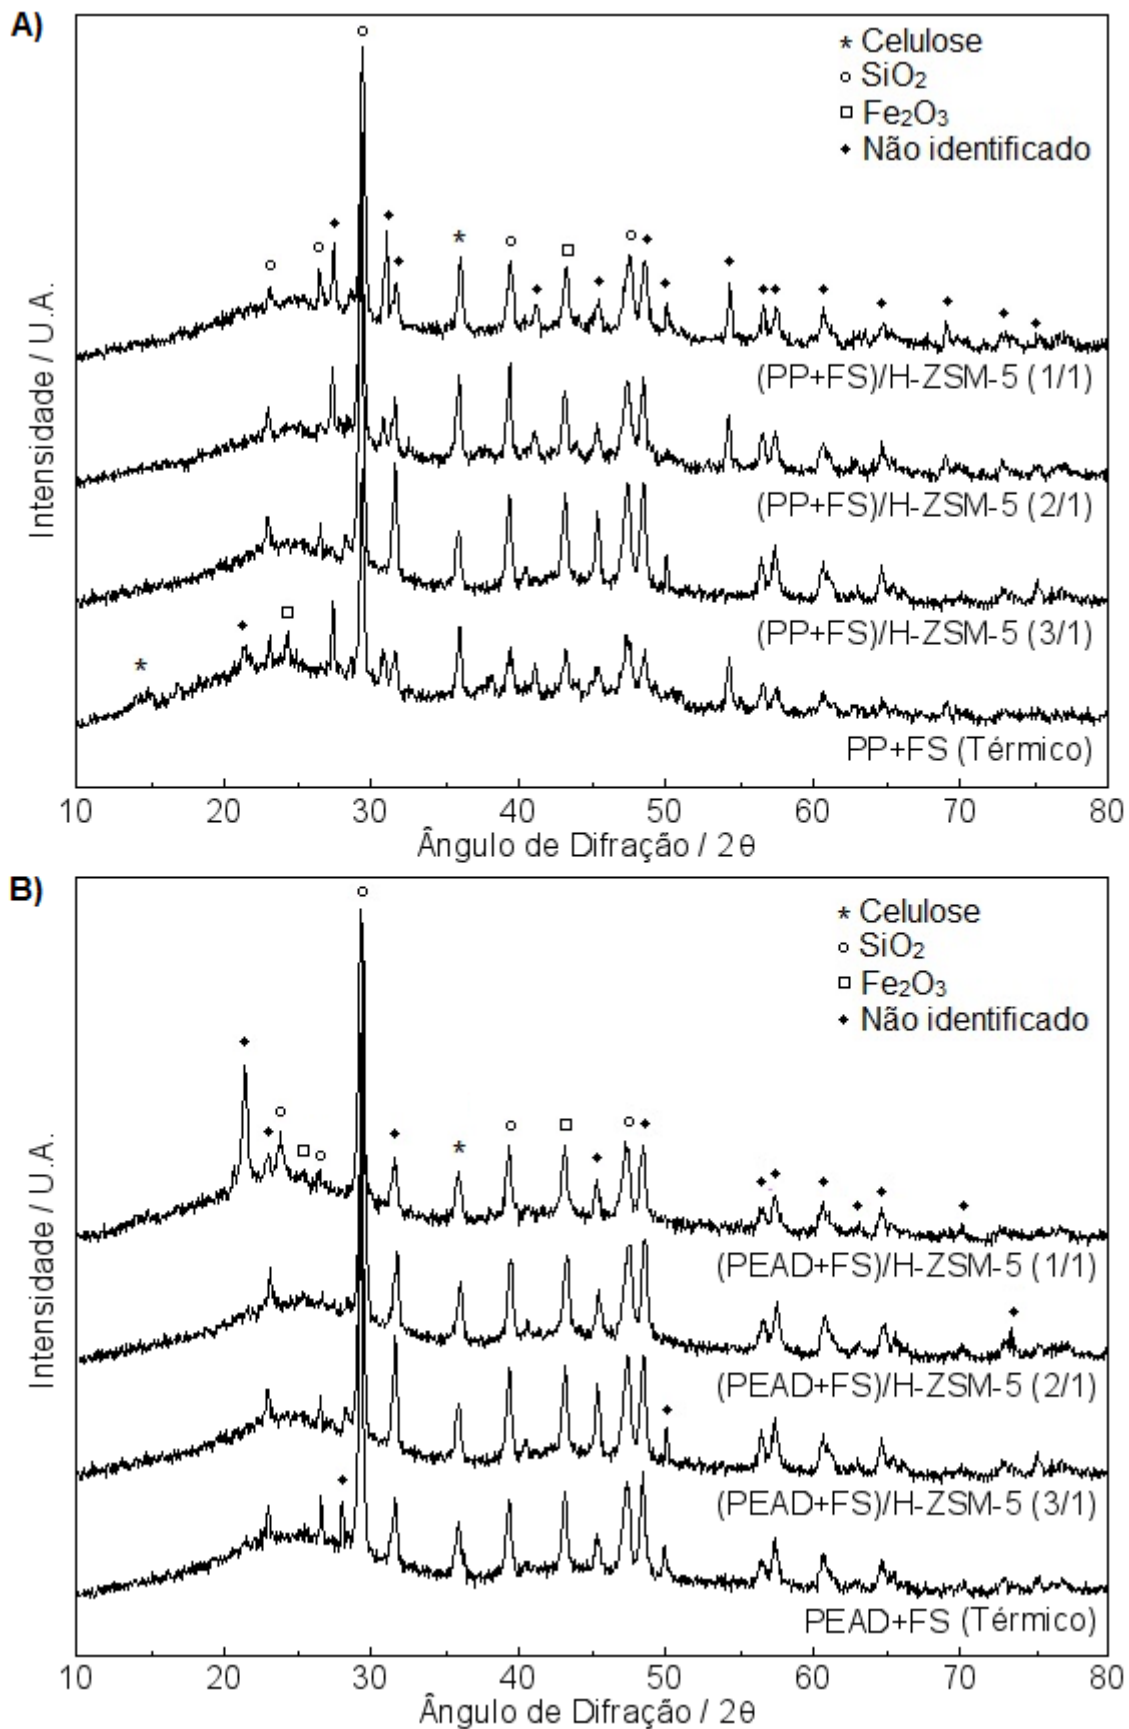 A)
* Celulose
○ SiO₂
□ Fe₂O₃
◆ Não identificado
Intensidade / U.A.
(PP+FS)/H-ZSM-5 (1/1)
(PP+FS)/H-ZSM-5 (2/1)
(PP+FS)/H-ZSM-5 (3/1)
PP+FS (Térmico)
10 20 30 40 50 60 70 80
Ângulo de Difração / 2θ
B)
* Celulose
○ SiO₂
□ Fe₂O₃
◆ Não identificado
Intensidade / U.A.
(PEAD+FS)/H-ZSM-5 (1/1)
(PEAD+FS)/H-ZSM-5 (2/1)
(PEAD+FS)/H-ZSM-5 (3/1)
PEAD+FS (Térmico)
10 20 30 40 50 60 70 80
Ângulo de Difração / 2θ